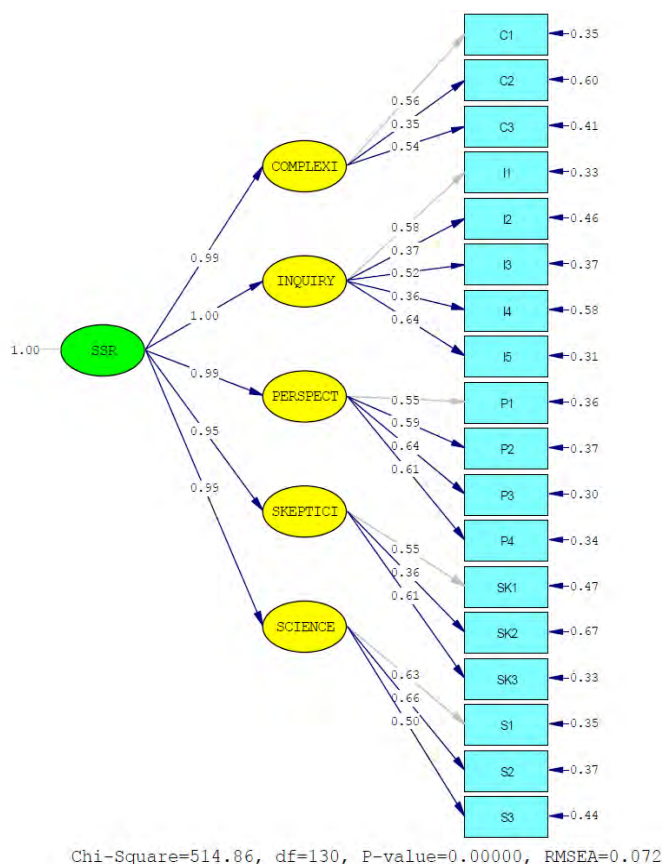 C1 0.35
C2 0.60
C3 0.41
I1 0.33
I2 0.46
I3 0.37
I4 0.58
I5 0.31
P1 0.36
P2 0.37
P3 0.30
P4 0.34
SK1 0.47
SK2 0.67
SK3 0.33
S1 0.35
S2 0.37
S3 0.44
0.56
0.35
0.54
COMPLEXI
0.58
0.37
0.52
0.36
0.64
INQUIRY
0.55
0.59
0.64
0.61
PERSPECT
0.55
0.36
0.61
SKEPTICI
0.63
0.66
0.50
SCIENCE
0.99
1.00
0.99
0.95
0.99
1.00 SSR
Chi-Square=514.86, df=130, P-value=0.00000, RMSEA=0.072